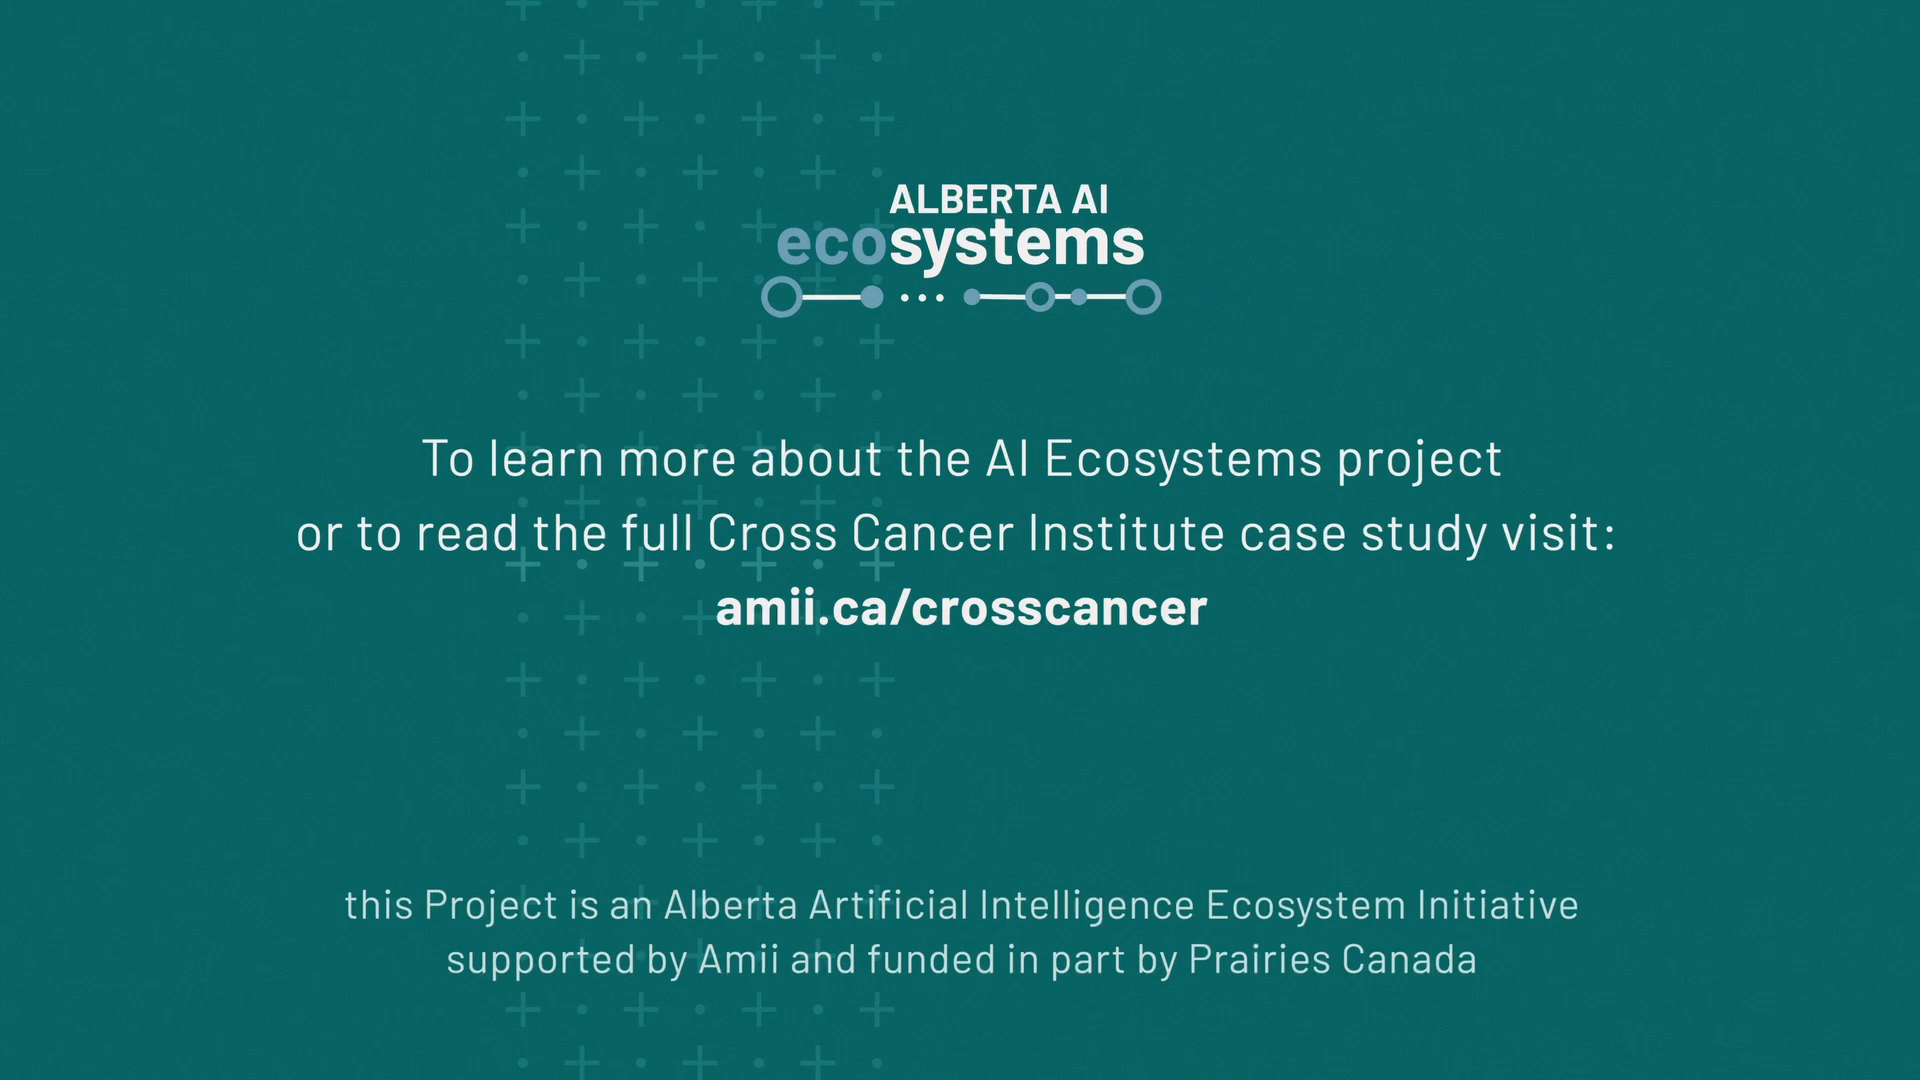 ALBERTA AI
ecosystems
To learn more about the AI Ecosystems project
or to read the full Cross Cancer Institute case study visit:
amii.ca/crosscancer
this Project is an Alberta Artificial Intelligence Ecosystem Initiative
supported by Amii and funded in part by Prairies Canada